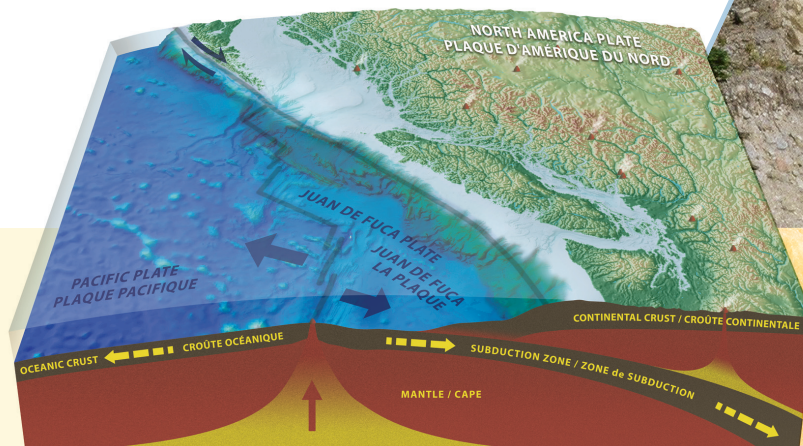 NORTH AMERICA PLATE
PLAQUE D'AMÉRIQUE DU NORD
JUAN DE FUCA PLATE
JUAN DE FUCA
LA PLAQUE
PACIFIC PLATE
PLAQUE PACIFIQUE
CONTINENTAL CRUST / CROÛTE CONTINENTALE
OCEANIC CRUST
CROÛTE OCÉANIQUE
SUBDUCTION ZONE / ZONE de SUBDUCTION
MANTLE / CAPE